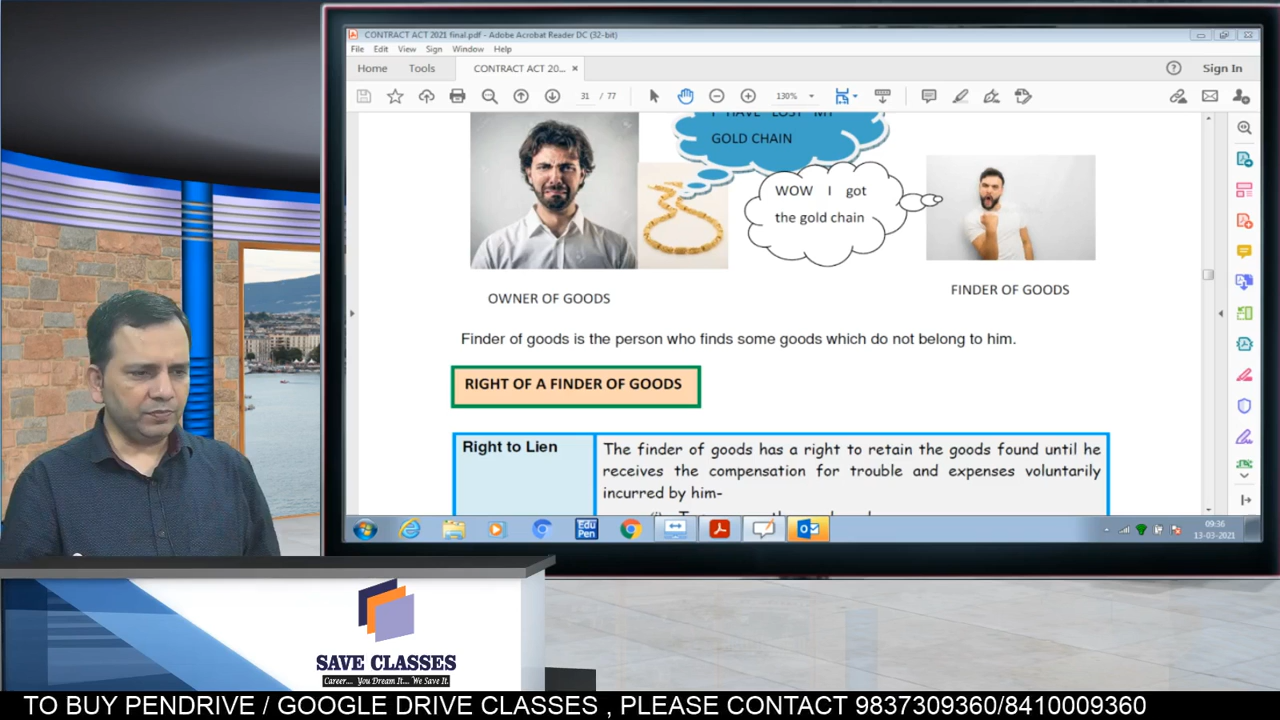 CONTRACT ACT 2021 final.pdf - Adobe Acrobat Reader DC (32-bit)
File Edit View Sign Window Help
Home Tools CONTRACT ACT 20... × Sign In
31 / 77 130%
I HAVE LOST MY
GOLD CHAIN
WOW I got
the gold chain
OWNER OF GOODS
FINDER OF GOODS
Finder of goods is the person who finds some goods which do not belong to him.
RIGHT OF A FINDER OF GOODS
Right to Lien
The finder of goods has a right to retain the goods found until he
receives the compensation for trouble and expenses voluntarily
incurred by him-
Edu
Pen
09:36
13-03-2021
SAVE CLASSES
Career.... You Dream It.... We Save It.
TO BUY PENDRIVE / GOOGLE DRIVE CLASSES , PLEASE CONTACT 9837309360/8410009360